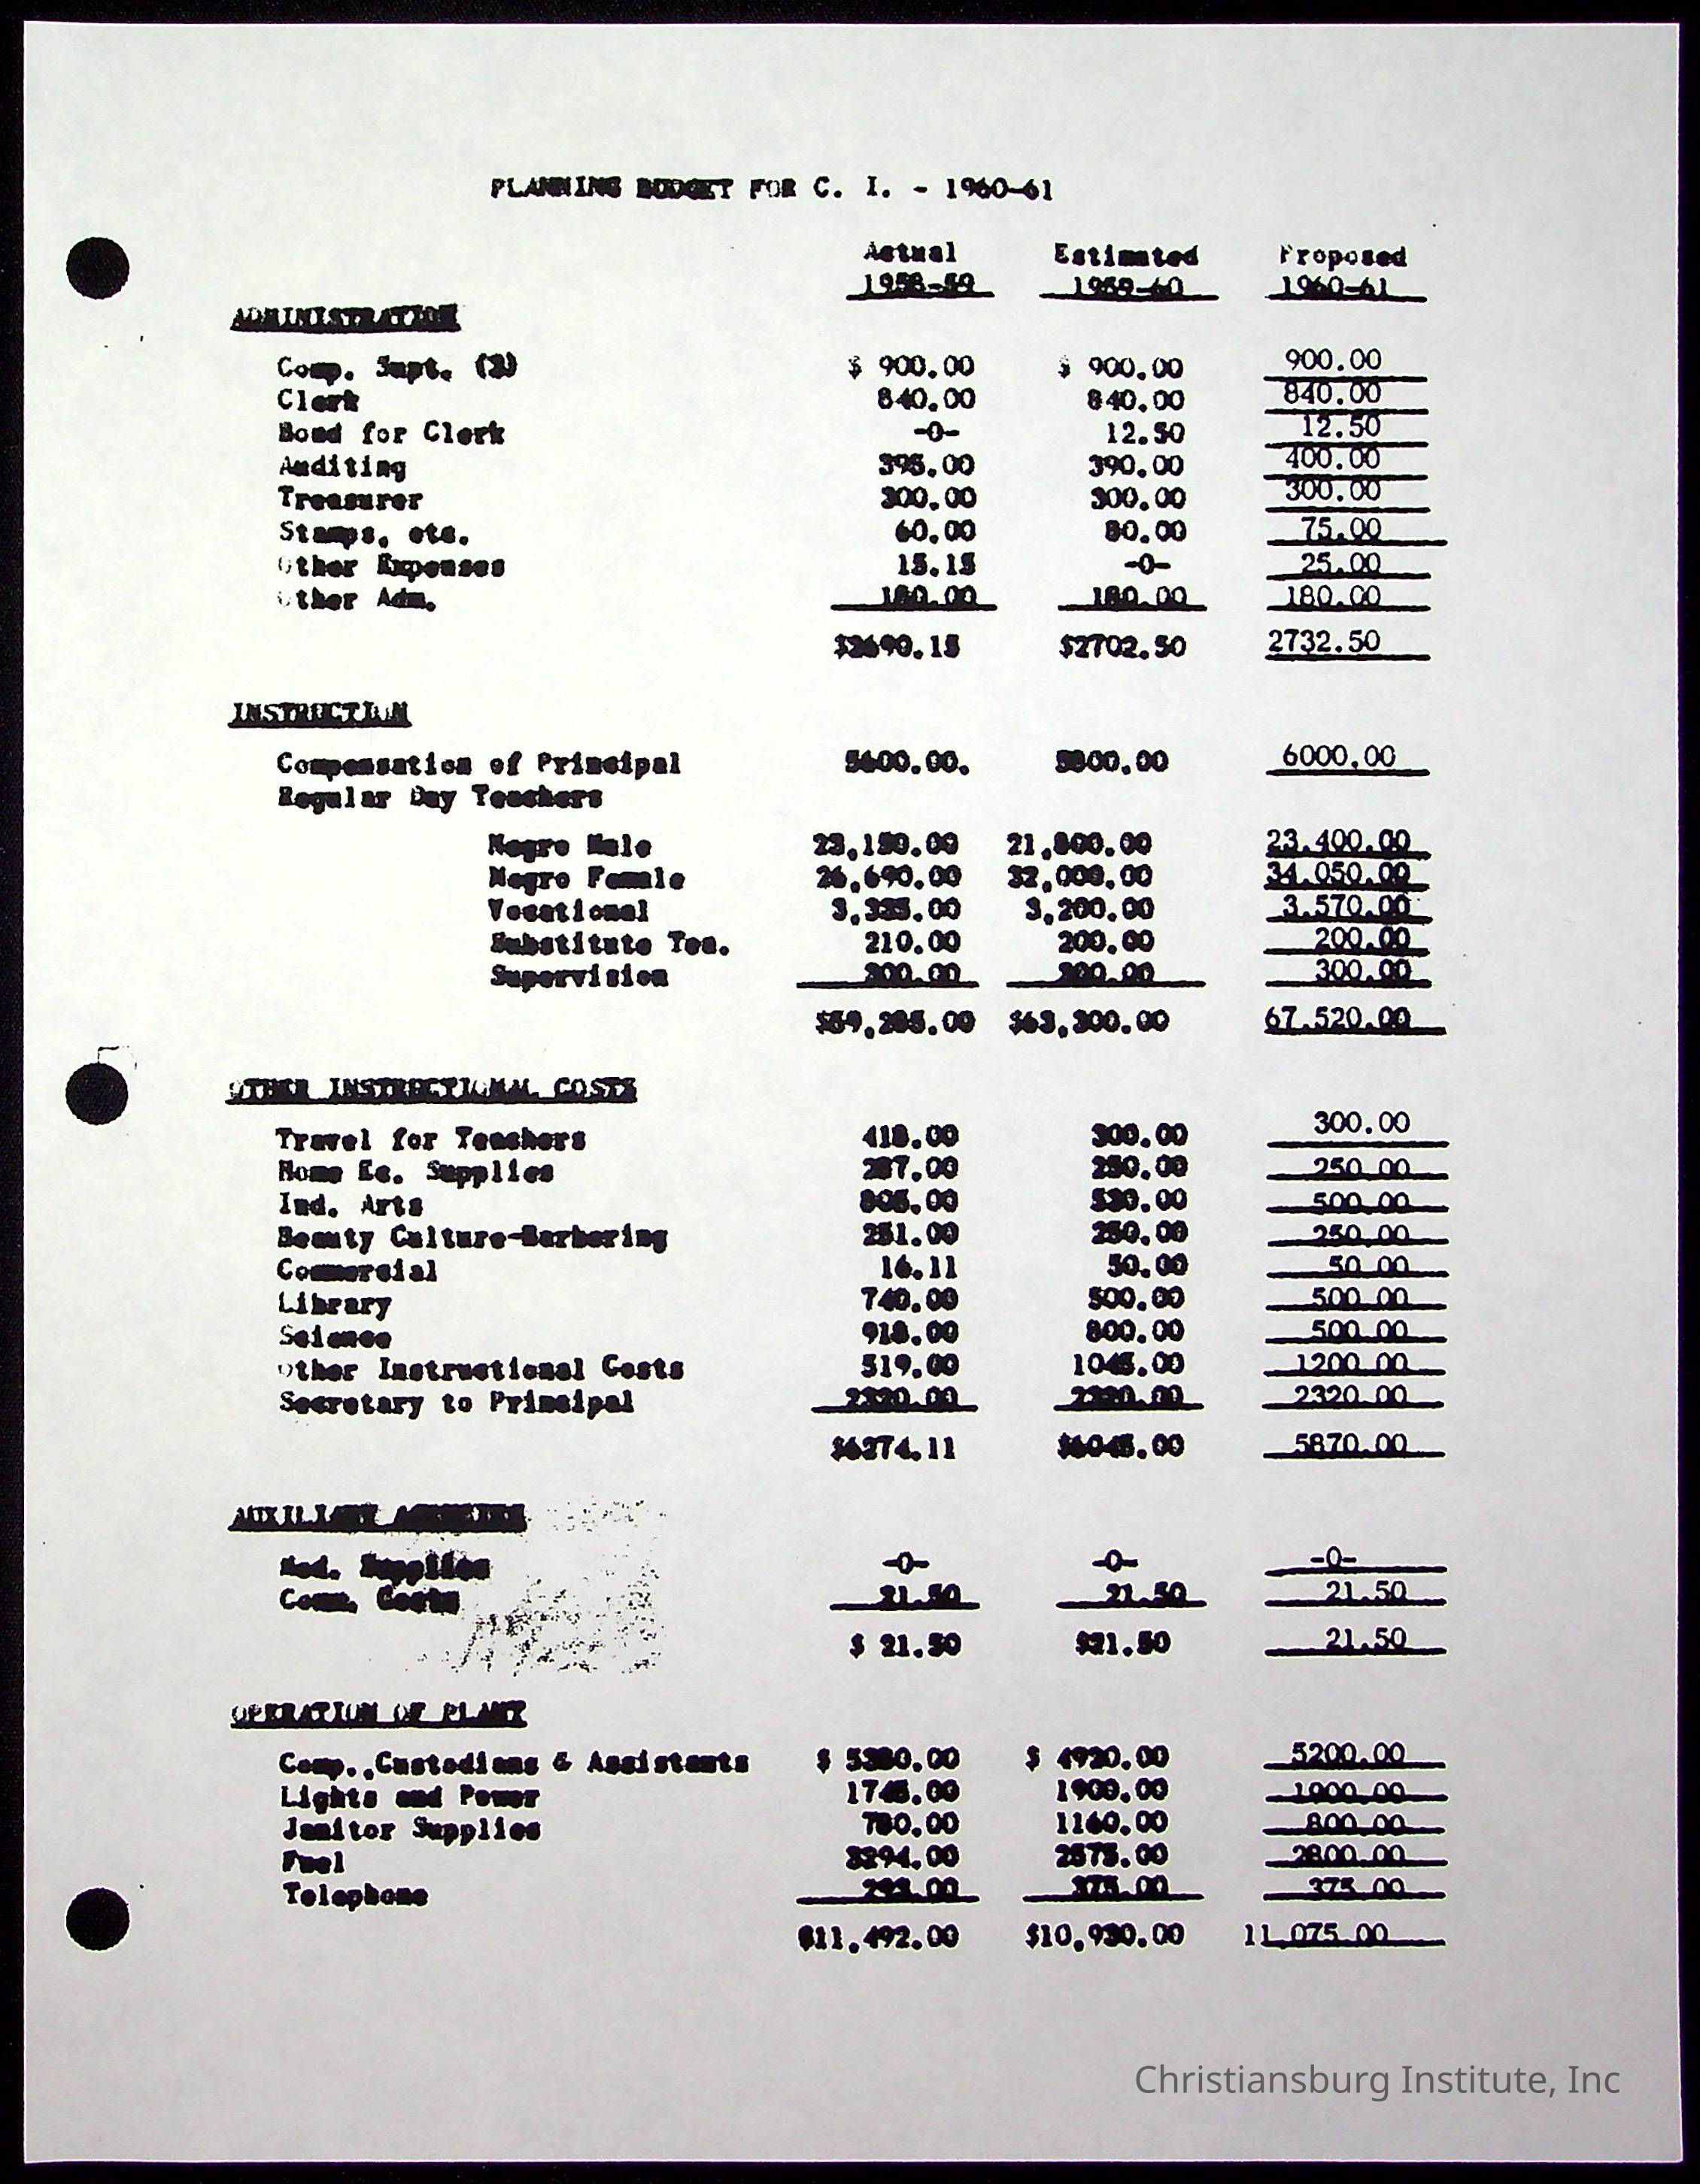 PLANNING BUDGET FOR C. I. - 1960-61
Actual Estimated Proposed
1958-59 1959-60 1960-61
ADMINISTRATION
Comp. Supt. (3) $ 900.00 $ 900.00 900.00
Clerk 840.00 840.00 840.00
Bond for Clerk -0- 12.50 12.50
Auditing 395.00 390.00 400.00
Treasurer 300.00 300.00 300.00
Stamps, etc. 60.00 80.00 75.00
Other Expenses 15.15 -0- 25.00
Other Adm. 180.00 180.00 180.00
$2690.15 $2702.50 2732.50
INSTRUCTION
Compensation of Principal 5600.00. 5800.00 6000.00
Regular Day Teachers
Negro Male 23,150.00 21,800.00 23,400.00
Negro Female 26,690.00 32,000.00 34,050.00
Vocational 3,335.00 3,200.00 3,570.00
Substitute Tea. 210.00 200.00 200.00
Supervision 300.00 300.00 300.00
$59,285.00 $63,300.00 67,520.00
OTHER INSTRUCTIONAL COSTS
Travel for Teachers 418.00 300.00 300.00
Home Ec. Supplies 287.00 250.00 250.00
Ind. Arts 805.00 530.00 500.00
Beauty Culture-Barbering 251.00 250.00 250.00
Commercial 16.11 50.00 50.00
Library 740.00 500.00 500.00
Science 918.00 800.00 500.00
Other Instructional Costs 519.00 1045.00 1200.00
Secretary to Principal 2320.00 2320.00 2320.00
$6274.11 $6045.00 5870.00
AUXILIARY AGENCIES
Med. Supplies -0- -0- -0-
Comm. Costs 21.50 21.50 21.50
$ 21.50 $21.50 21.50
OPERATION OF PLANT
Comp.,Custodians & Assistants $ 5380.00 $ 4920.00 5200.00
Lights and Power 1745.00 1900.00 1900.00
Janitor Supplies 780.00 1160.00 800.00
Fuel 3294.00 2575.00 2800.00
Telephone 293.00 375.00 375.00
$11,492.00 $10,930.00 11,075.00
Christiansburg Institute, Inc